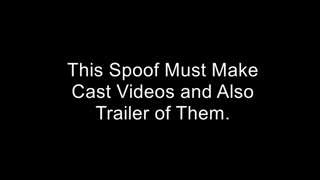 This Spoof Must Make
Cast Videos and Also
Trailer of Them.